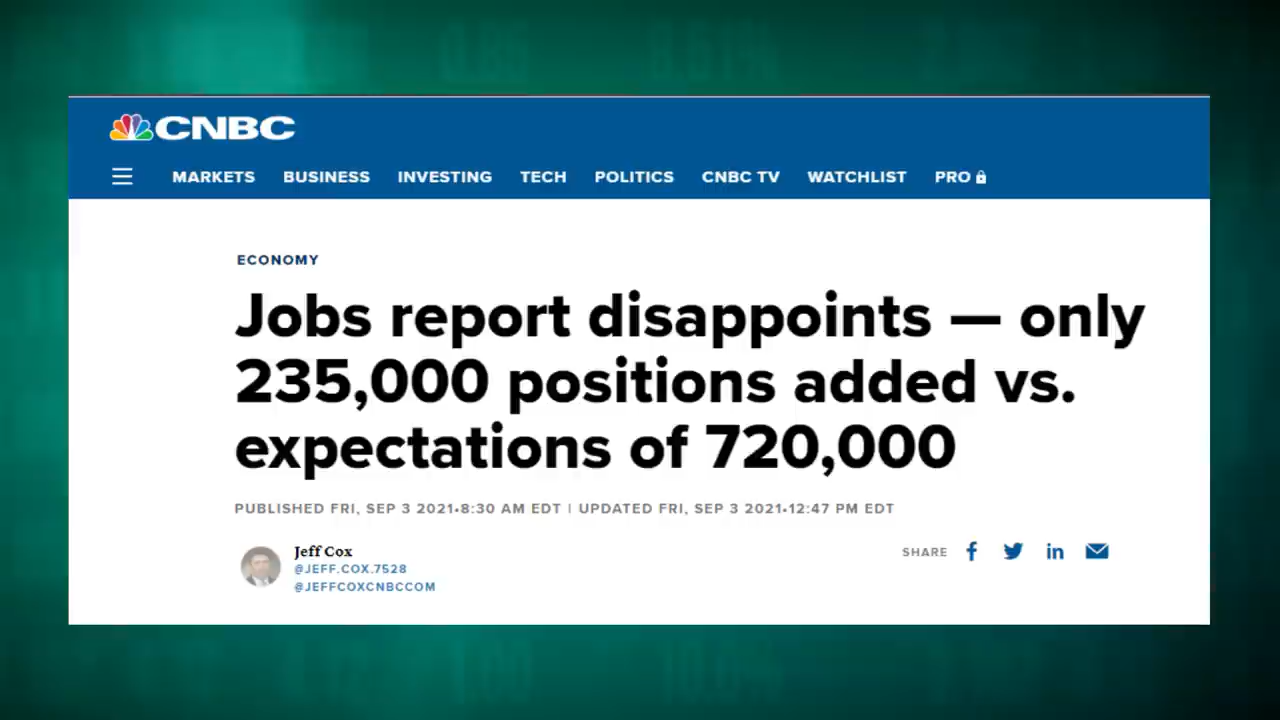 CNBC
MARKETS BUSINESS INVESTING TECH POLITICS CNBC TV WATCHLIST PRO
ECONOMY
Jobs report disappoints — only
235,000 positions added vs.
expectations of 720,000
PUBLISHED FRI, SEP 3 2021•8:30 AM EDT | UPDATED FRI, SEP 3 2021•12:47 PM EDT
Jeff Cox
@JEFF.COX.7528
@JEFFCOXCNBCCOM
SHARE